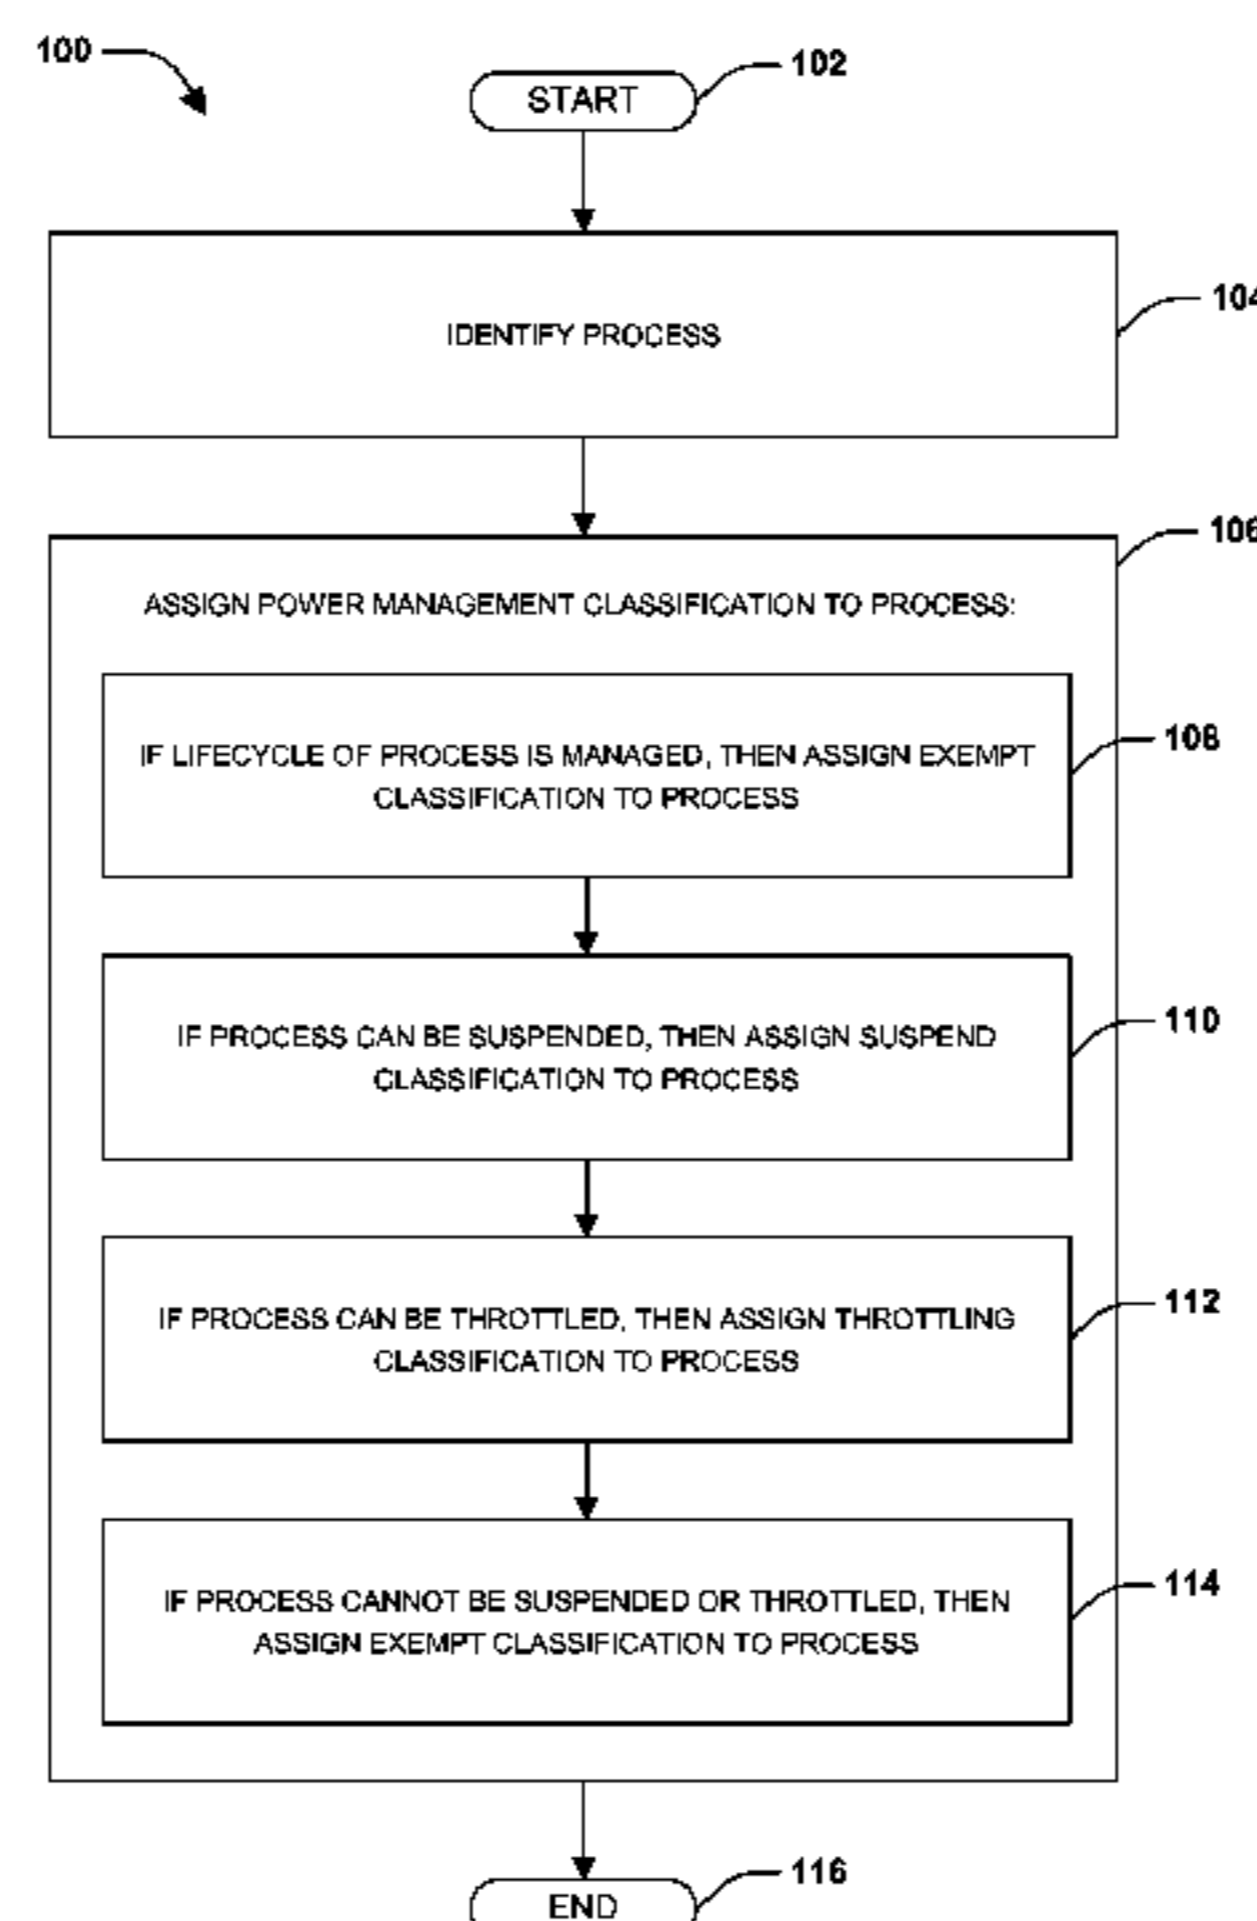 100
102
START
104
IDENTIFY PROCESS
106
ASSIGN POWER MANAGEMENT CLASSIFICATION TO PROCESS:
108
IF LIFECYCLE OF PROCESS IS MANAGED, THEN ASSIGN EXEMPT
CLASSIFICATION TO PROCESS
110
IF PROCESS CAN BE SUSPENDED, THEN ASSIGN SUSPEND
CLASSIFICATION TO PROCESS
112
IF PROCESS CAN BE THROTTLED, THEN ASSIGN THROTTLING
CLASSIFICATION TO PROCESS
114
IF PROCESS CANNOT BE SUSPENDED OR THROTTLED, THEN
ASSIGN EXEMPT CLASSIFICATION TO PROCESS
116
END